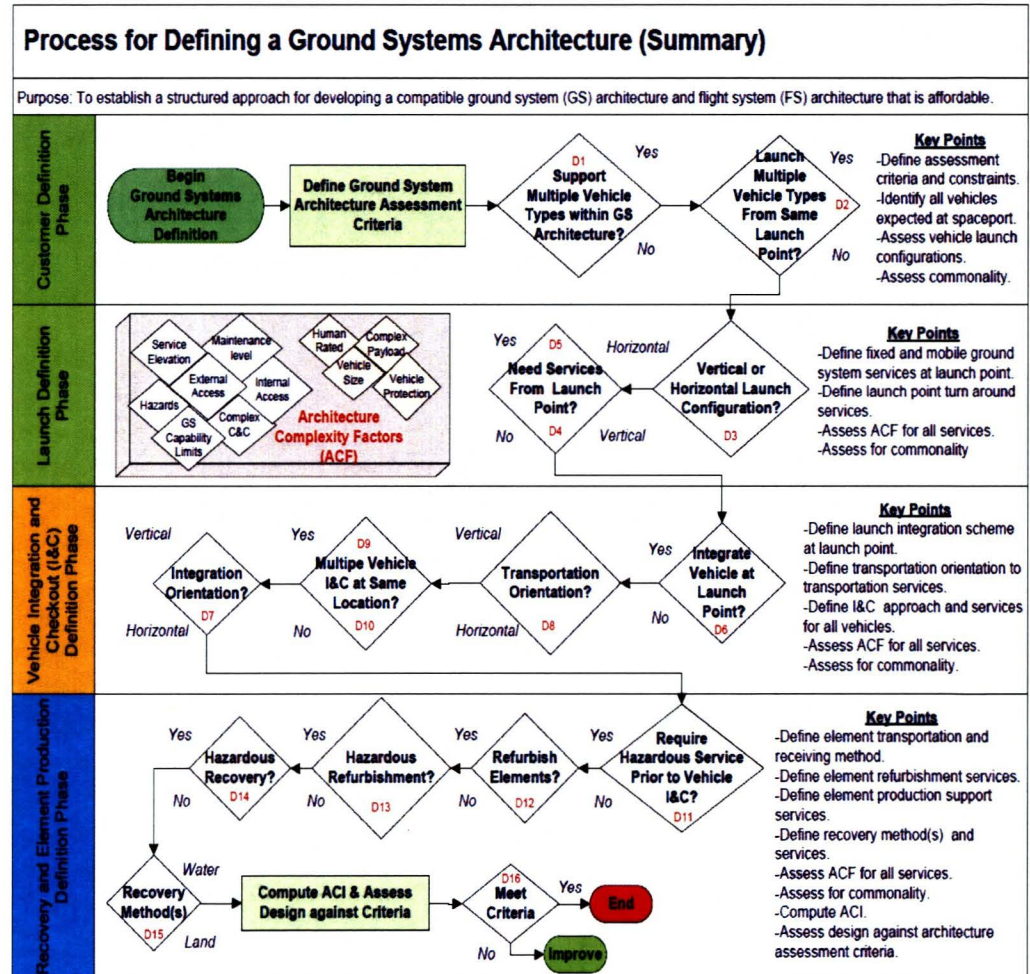 Process for Defining a Ground Systems Architecture (Summary)
Purpose: To establish a structured approach for developing a compatible ground system (GS) architecture and flight system (FS) architecture that is affordable.
Customer Definition
Phase
Begin
Ground Systems
Architecture
Definition
Define Ground System
Architecture Assessment
Criteria
D1
Support
Multiple Vehicle
Types within GS
Architecture?
Yes
No
Launch
Multiple
Vehicle Types
From Same
Launch
Point?
D2
Yes
No
Key Points
-Define assessment
criteria and constraints.
-Identify all vehicles
expected at spaceport.
-Assess vehicle launch
configurations.
-Assess commonality.
Launch Definition
Phase
Service
Elevation
Maintenance
level
Human
Rated
Complex
Payload
External
Access
Internal
Access
Vehicle
Size
Vehicle
Protection
Hazards
GS
Capability
Limits
Complex
C&C
Architecture
Complexity Factors
(ACF)
Yes
No
D5
Need Services
From Launch
Point?
D4
Horizontal
Vertical
Vertical or
Horizontal Launch
Configuration?
D3
Key Points
-Define fixed and mobile ground
system services at launch point.
-Define launch point turn around
services.
-Assess ACF for all services.
-Assess for commonality
Vehicle Integration and
Checkout (I&C)
Definition Phase
Vertical
Horizontal
Integration
Orientation?
D7
Yes
No
D9
Multipe Vehicle
I&C at Same
Location?
D10
Vertical
Horizontal
Transportation
Orientation?
D8
Yes
No
Integrate
Vehicle at
Launch
Point?
D6
Key Points
-Define launch integration scheme
at launch point.
-Define transportation orientation to
transportation services.
-Define I&C approach and services
for all vehicles.
-Assess ACF for all services.
-Assess for commonality.
Recovery and Element Production
Definition Phase
Yes
No
Hazardous
Recovery?
D14
Yes
No
Hazardous
Refurbishment?
D13
Yes
No
Refurbish
Elements?
D12
Yes
No
Require
Hazardous Service
Prior to Vehicle
I&C?
D11
Recovery
Method(s)
D15
Water
Land
Compute ACI & Assess
Design against Criteria
D16
Meet
Criteria
Yes
No
End
Improve
Key Points
-Define element transportation and
receiving method.
-Define element refurbishment services.
-Define element production support
services.
-Define recovery method(s) and
services.
-Assess ACF for all services.
-Assess for commonality.
-Compute ACI.
-Assess design against architecture
assessment criteria.